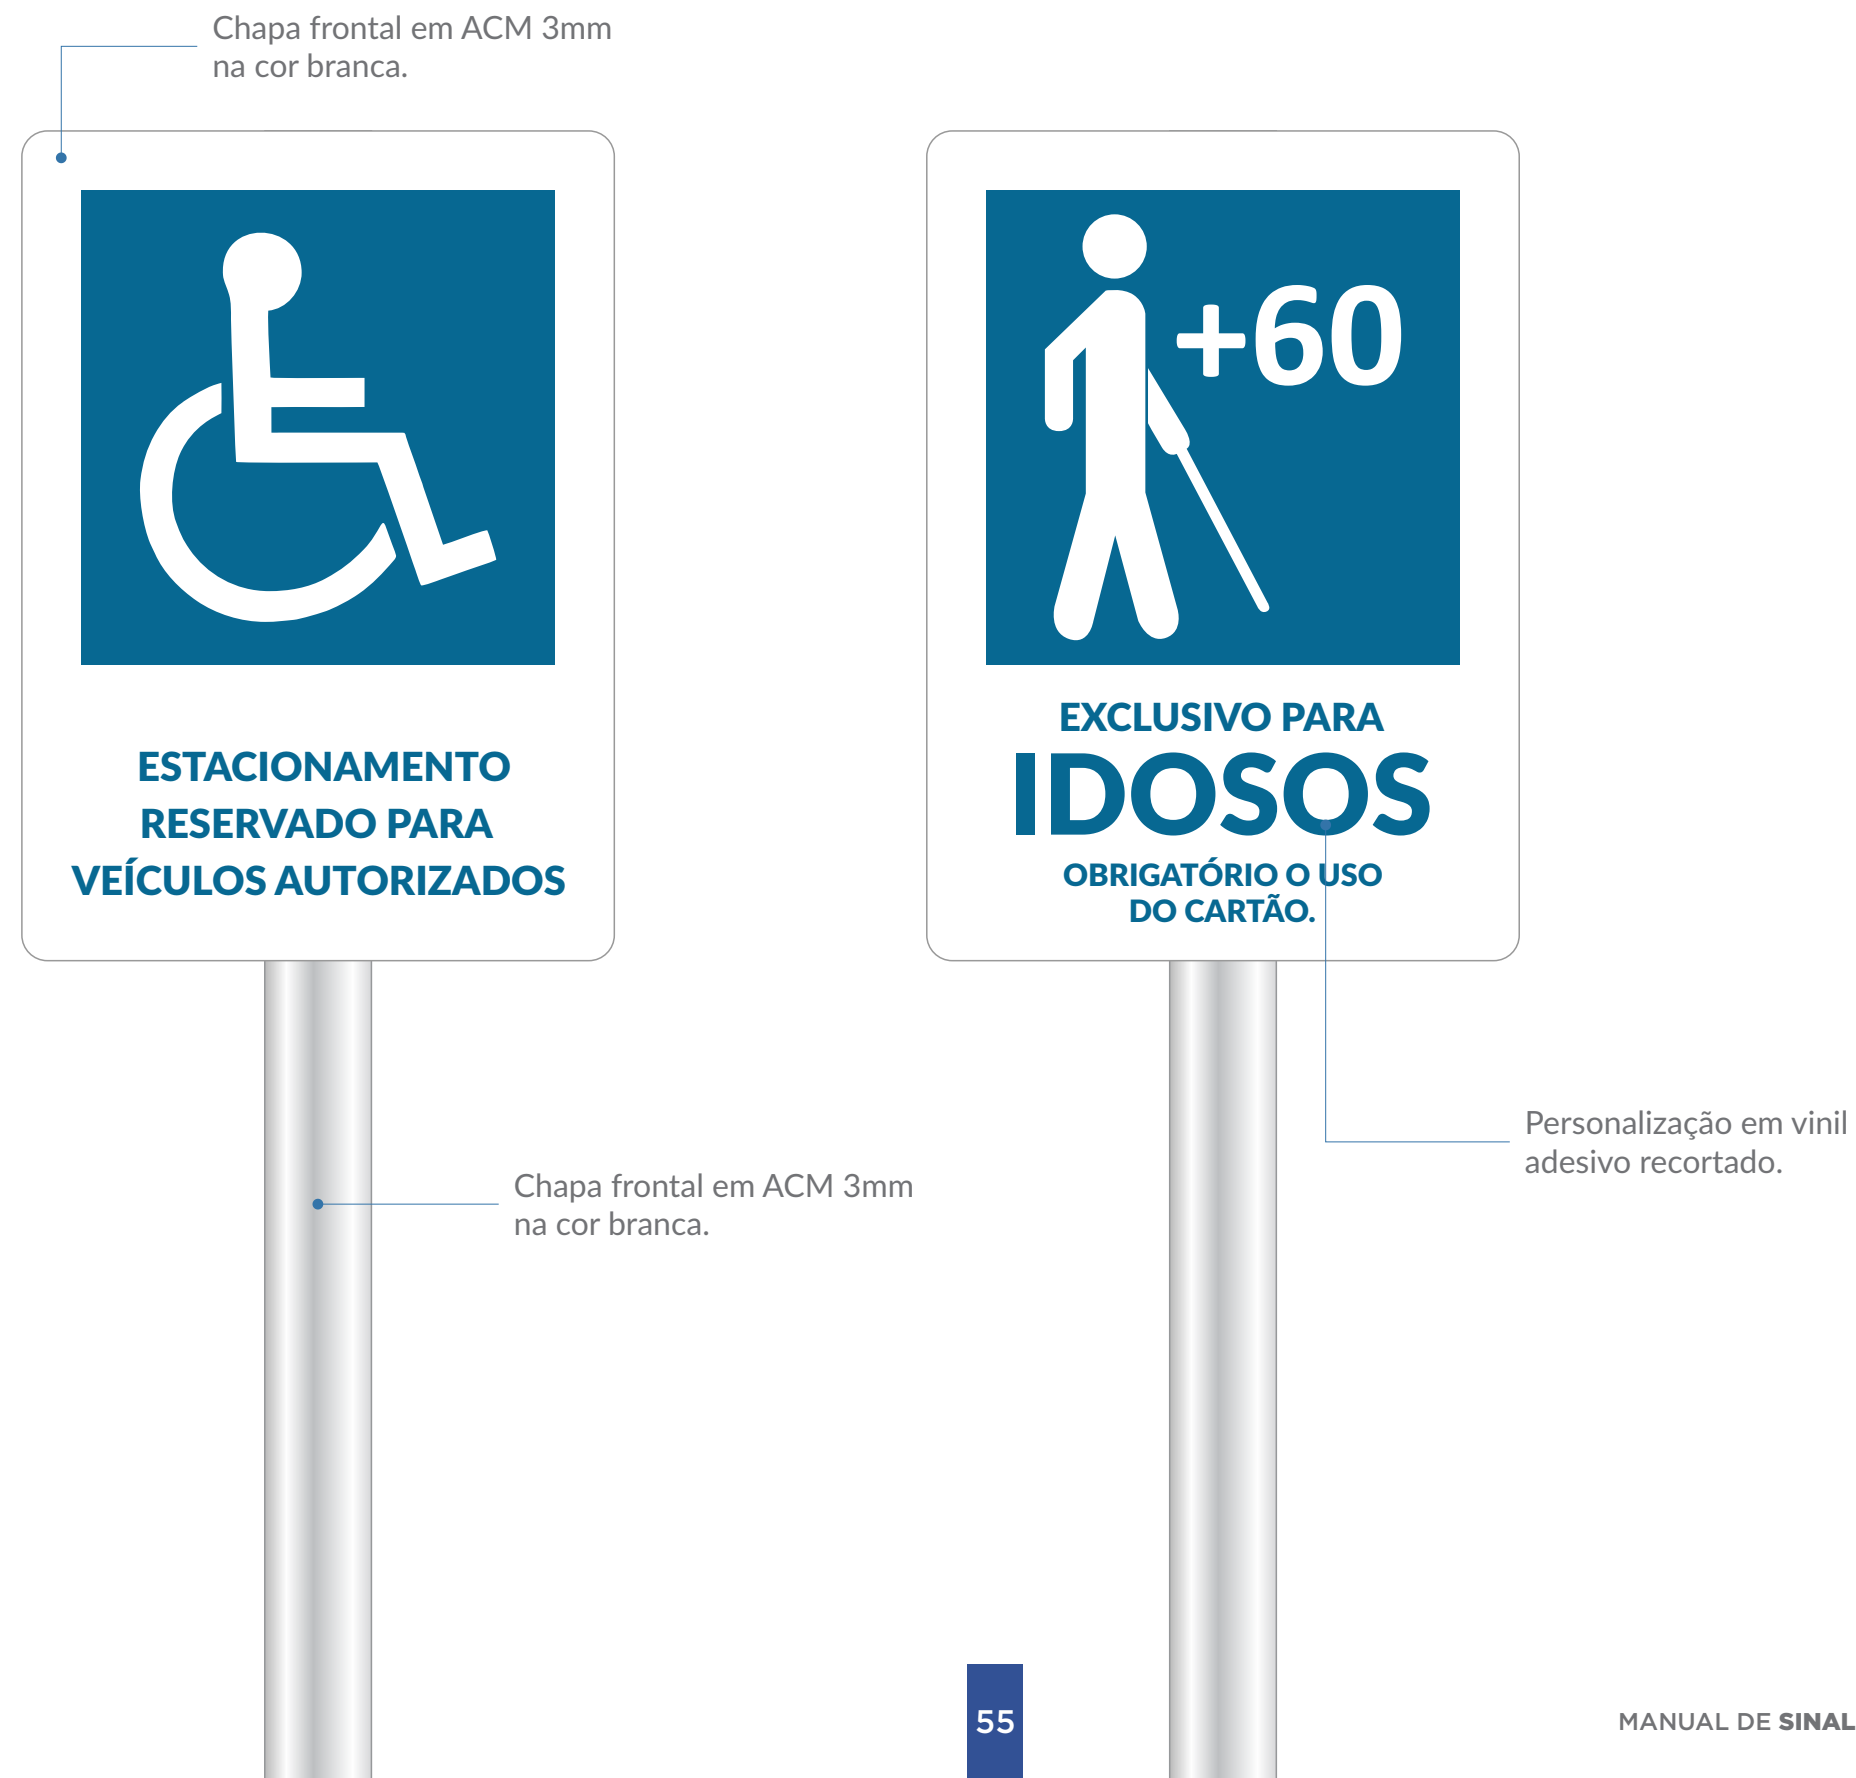 Chapa frontal em ACM 3mm
na cor branca.
ESTACIONAMENTO
RESERVADO PARA
VEÍCULOS AUTORIZADOS
+60
EXCLUSIVO PARA
IDOSOS
OBRIGATÓRIO O USO
DO CARTÃO.
Personalização em vinil
adesivo recortado.
Chapa frontal em ACM 3mm
na cor branca.
55
MANUAL DE SINAL